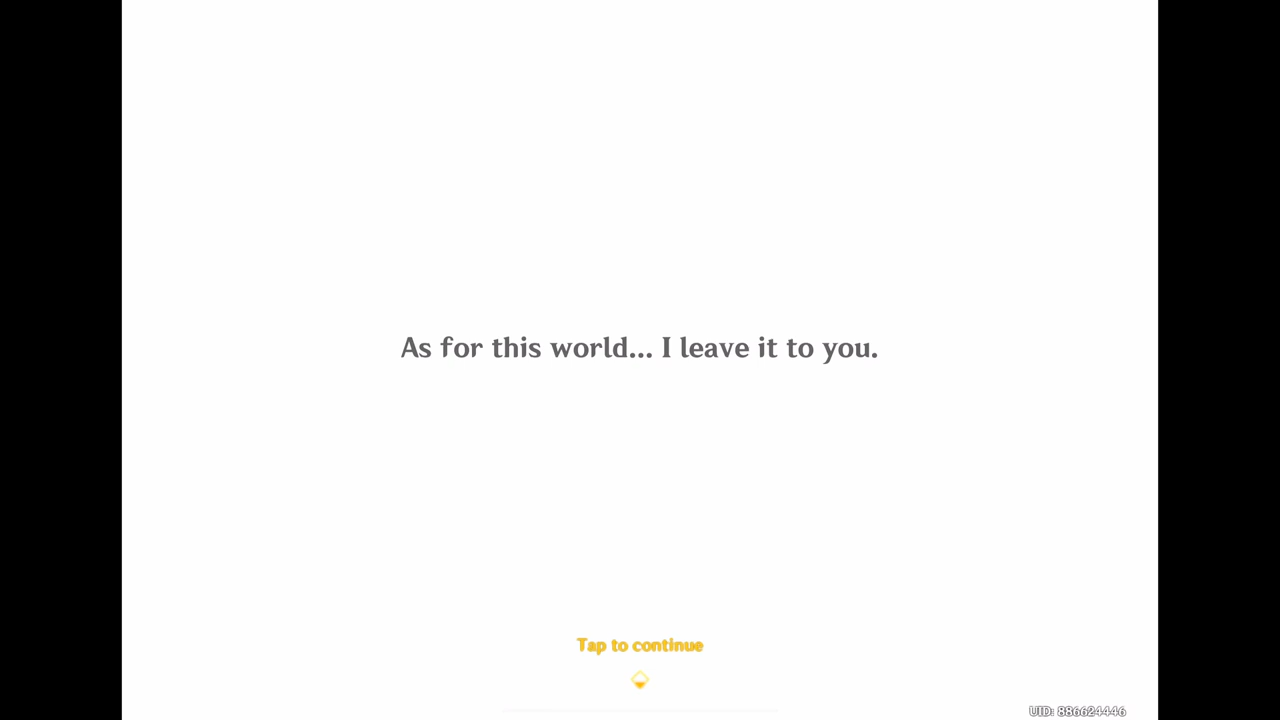 As for this world... I leave it to you.
Tap to continue
UID: 886624446